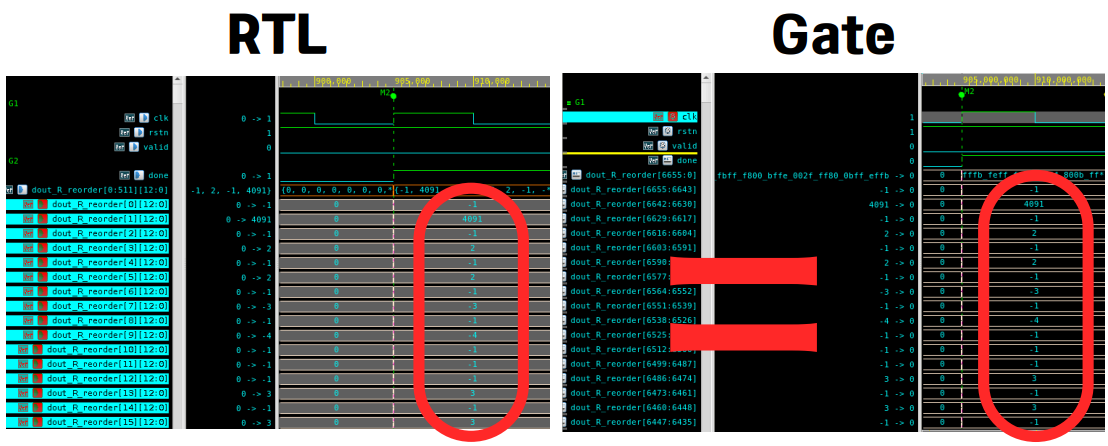 RTL
Gate
900,000 905,000 910,000
M2
G1
clk 0 -> 1
rstn 1
valid 0
G2
done 0 -> 1
dout_R_reorder[0:511][12:0] -1, 2, -1, 4091} {0, 0, 0, 0, 0, 0,* {-1, 4091 2, -1, -*
dout_R_reorder[0][12:0] 0 -> -1 0 -1
dout_R_reorder[1][12:0] 0 -> 4091 0 4091
dout_R_reorder[2][12:0] 0 -> -1 0 -1
dout_R_reorder[3][12:0] 0 -> 2 0 2
dout_R_reorder[4][12:0] 0 -> -1 0 -1
dout_R_reorder[5][12:0] 0 -> 2 0 2
dout_R_reorder[6][12:0] 0 -> -1 0 -1
dout_R_reorder[7][12:0] 0 -> -3 0 -3
dout_R_reorder[8][12:0] 0 -> -1 0 -1
dout_R_reorder[9][12:0] 0 -> -4 0 -4
dout_R_reorder[10][12:0] 0 -> -1 0 -1
dout_R_reorder[11][12:0] 0 -> -1 0 -1
dout_R_reorder[12][12:0] 0 -> -1 0 -1
dout_R_reorder[13][12:0] 0 -> 3 0 3
dout_R_reorder[14][12:0] 0 -> -1 0 -1
dout_R_reorder[15][12:0] 0 -> 3 0 3
905,000,000 910,000,000
M2
G1
clk 1
rstn 1
valid 0
done 0
dout_R_reorder[6655:0] fbff_f800_bffe_002f_ff80_0bff_effb -> 0 0 fffb_feff 800b_ff*
dout_R_reorder[6655:6643] -1 -> 0 0 -1
dout_R_reorder[6642:6630] 4091 -> 0 0 4091
dout_R_reorder[6629:6617] -1 -> 0 0 -1
dout_R_reorder[6616:6604] 2 -> 0 0 2
dout_R_reorder[6603:6591] -1 -> 0 0 -1
dout_R_reorder[6590: 2 -> 0 0 2
dout_R_reorder[6577: -1 -> 0 0 -1
dout_R_reorder[6564:6552] -3 -> 0 0 -3
dout_R_reorder[6551:6539] -1 -> 0 0 -1
dout_R_reorder[6538:6526] -4 -> 0 0 -4
dout_R_reorder[6525: -1 -> 0 0 -1
dout_R_reorder[6512: -1 -> 0 0 -1
dout_R_reorder[6499:6487] -1 -> 0 0 -1
dout_R_reorder[6486:6474] 3 -> 0 0 3
dout_R_reorder[6473:6461] -1 -> 0 0 -1
dout_R_reorder[6460:6448] 3 -> 0 0 3
dout_R_reorder[6447:6435] -1 -> 0 0 -1